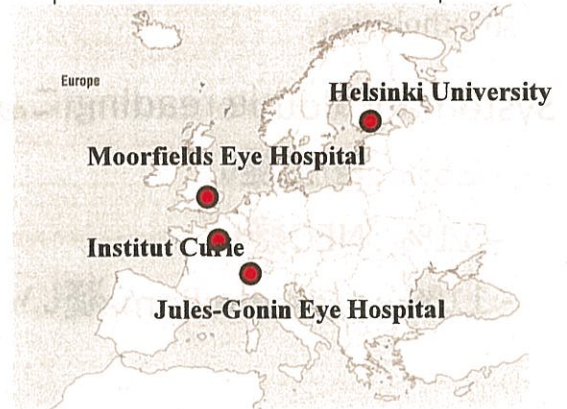 Europe
Helsinki University
Moorfields Eye Hospital
Institut Curie
Jules-Gonin Eye Hospital